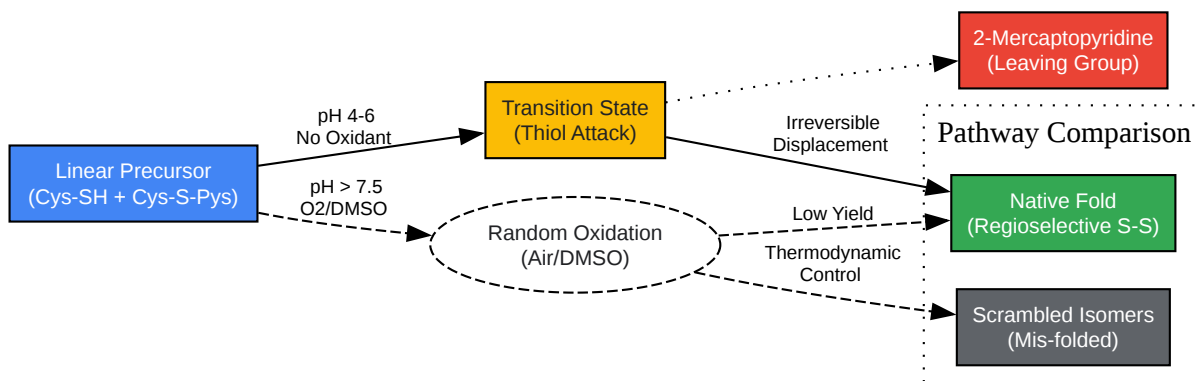 Linear Precursor
(Cys-SH + Cys-S-Pys)
pH 4-6
No Oxidant
pH > 7.5
O2/DMSO
Transition State
(Thiol Attack)
Random Oxidation
(Air/DMSO)
Irreversible
Displacement
Low Yield
Thermodynamic
Control
2-Mercaptopyridine
(Leaving Group)
Pathway Comparison
Native Fold
(Regioselective S-S)
Scrambled Isomers
(Mis-folded)